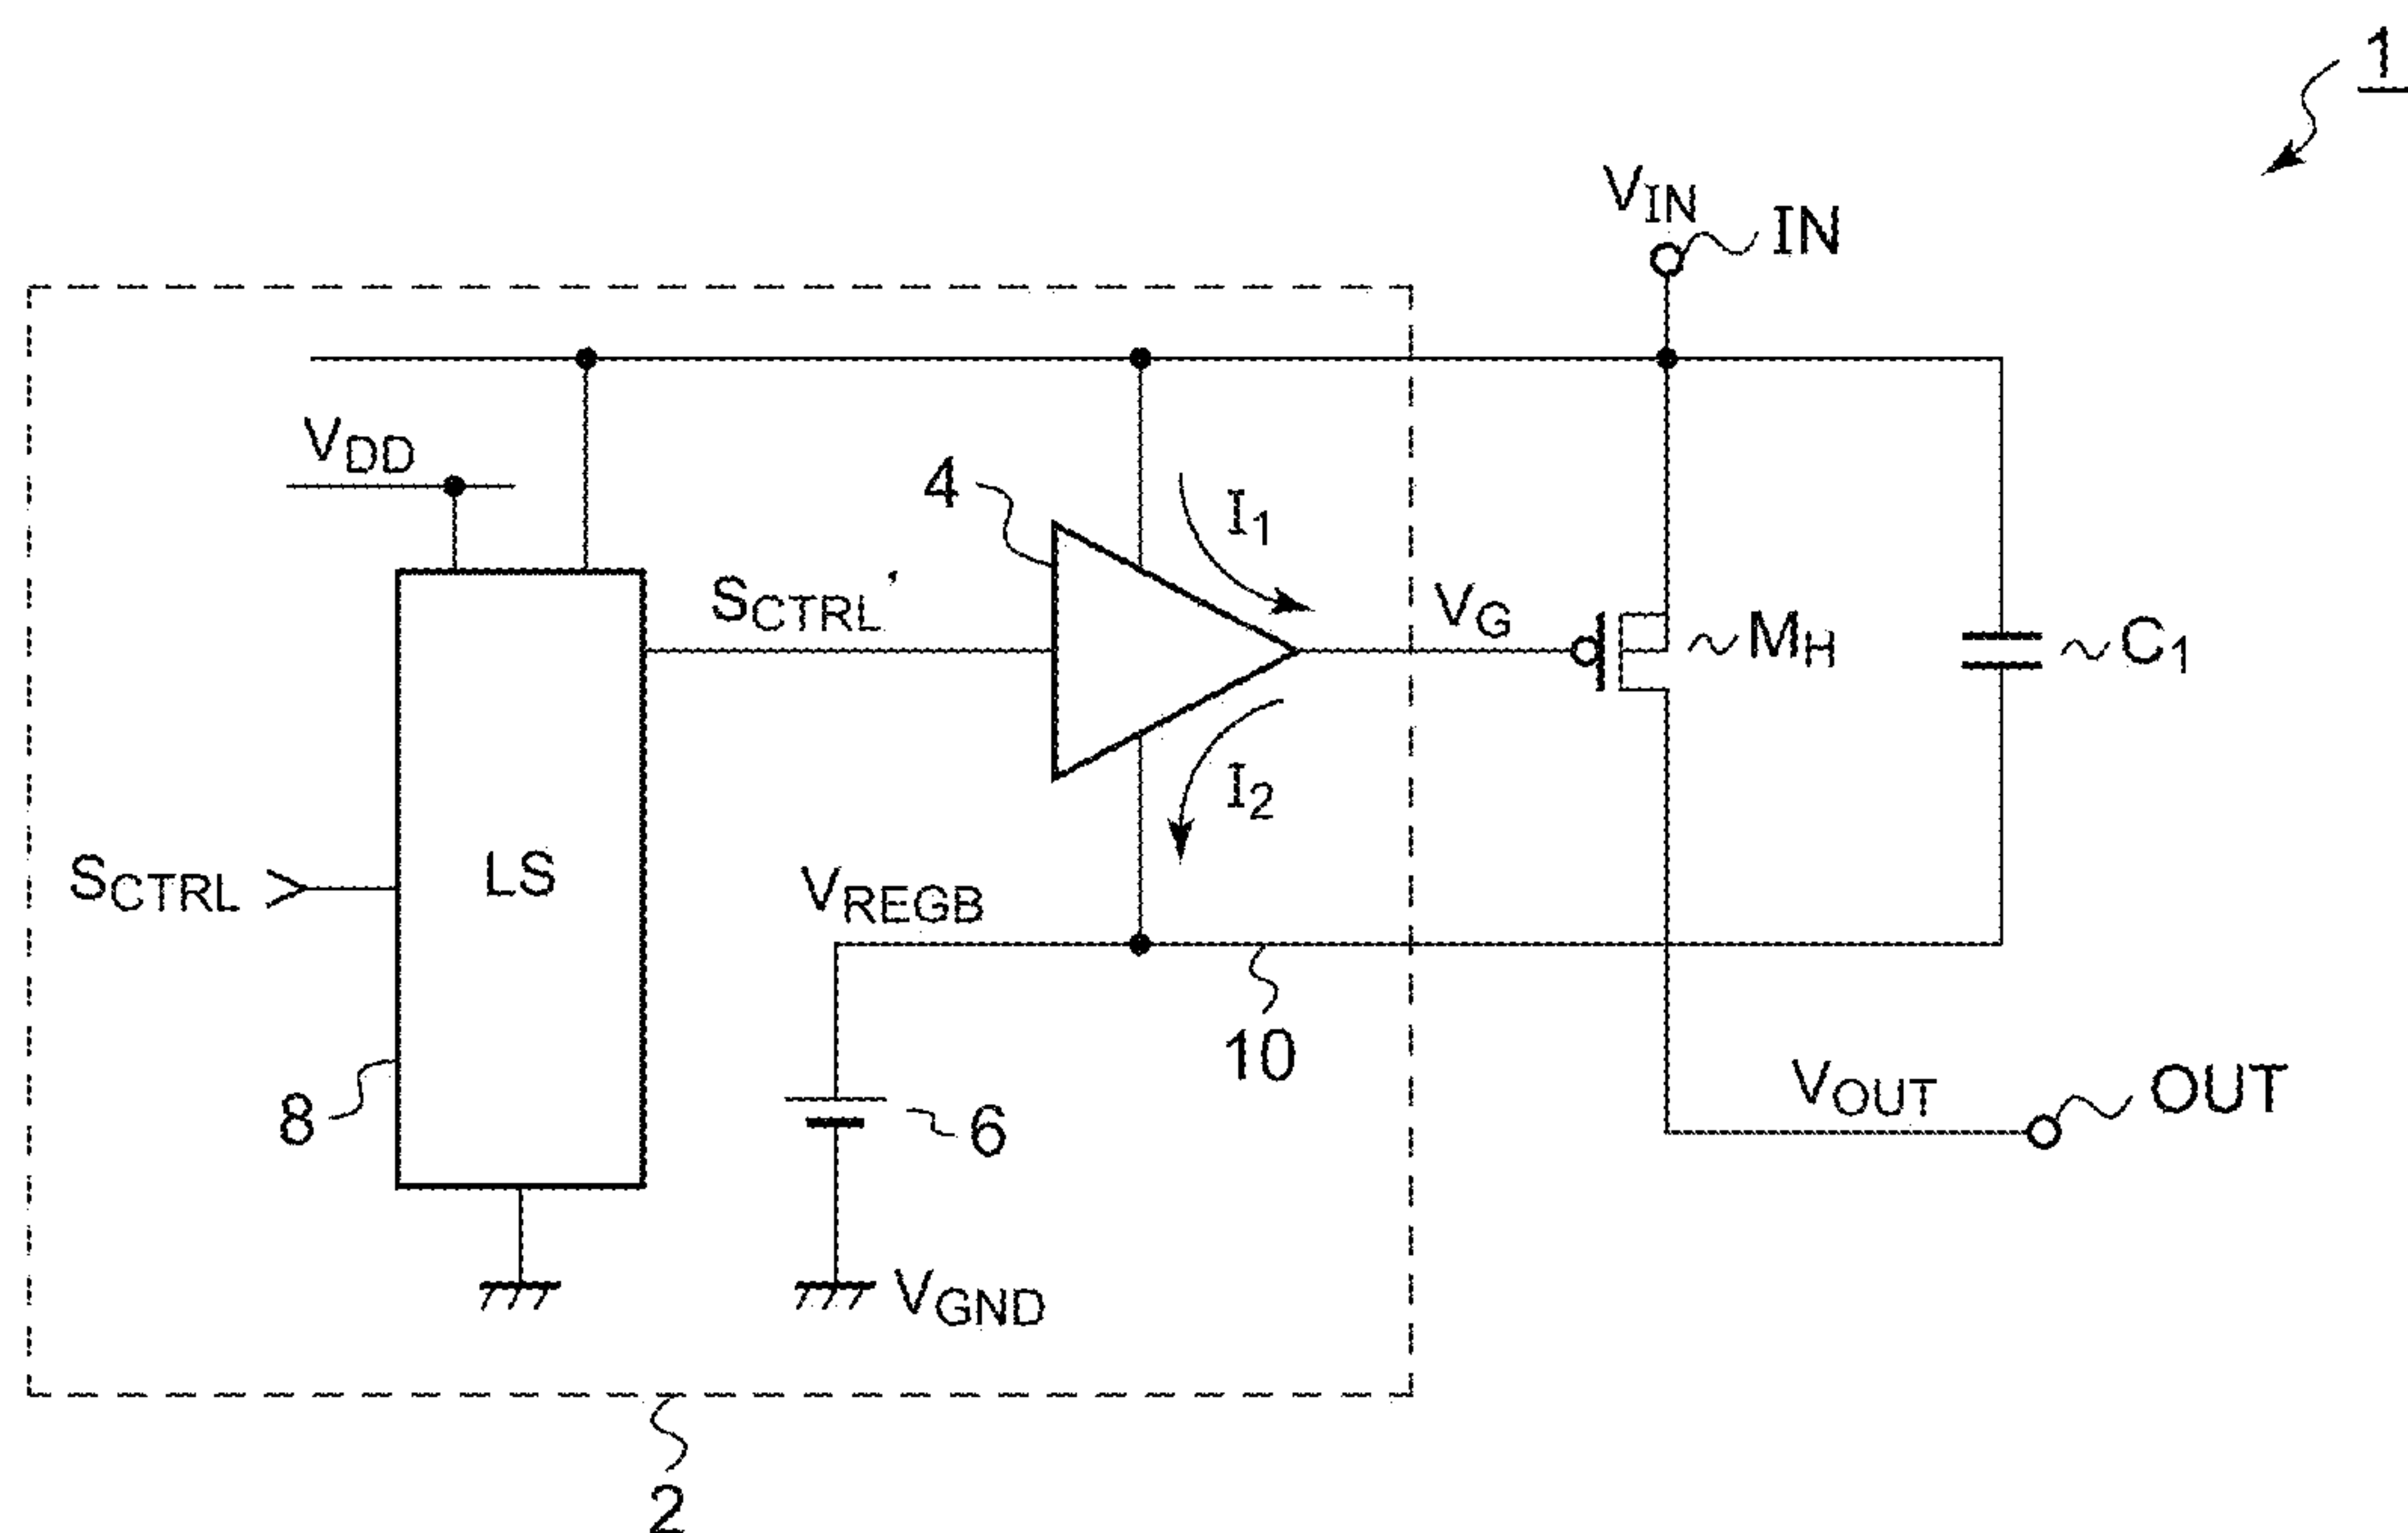 1
VIN
IN
VDD
4
I1
SCTRL'
VG
MH
C1
I2
SCTRL
LS
VREGB
10
VOUT
OUT
8
6
VGND
2